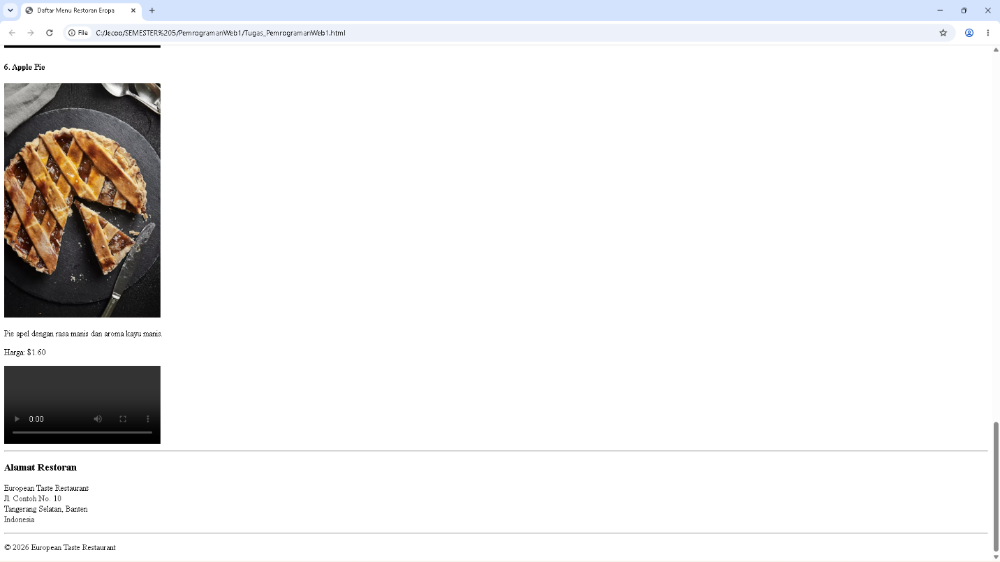 Daftar Menu Restoran Eropa
File
C:/Jecoo/SEMESTER%205/PemrogramanWeb1/Tugas_PemrogramanWeb1.html
6. Apple Pie
Pie apel dengan rasa manis dan aroma kayu manis.
Harga: $1.60
0:00
Alamat Restoran
European Taste Restaurant
Jl. Contoh No. 10
Tangerang Selatan, Banten
Indonesia
© 2026 European Taste Restaurant